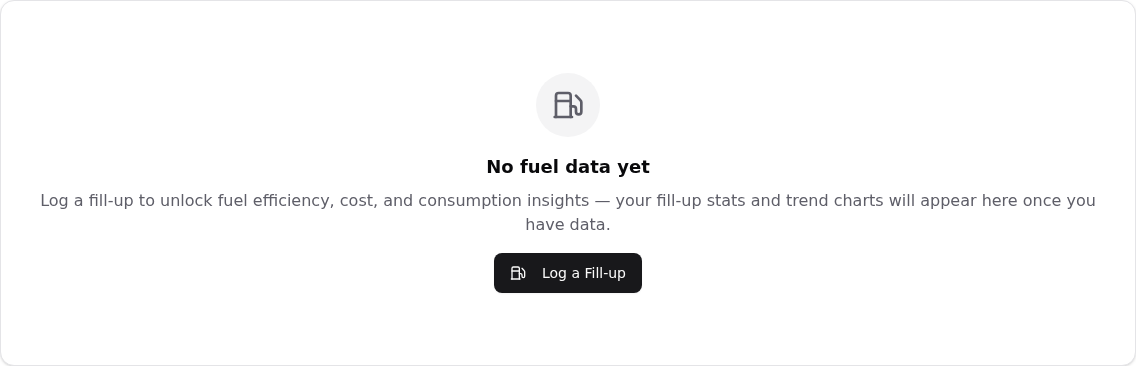 No fuel data yet
Log a fill-up to unlock fuel efficiency, cost, and consumption insights — your fill-up stats and trend charts will appear here once you
have data.
Log a Fill-up